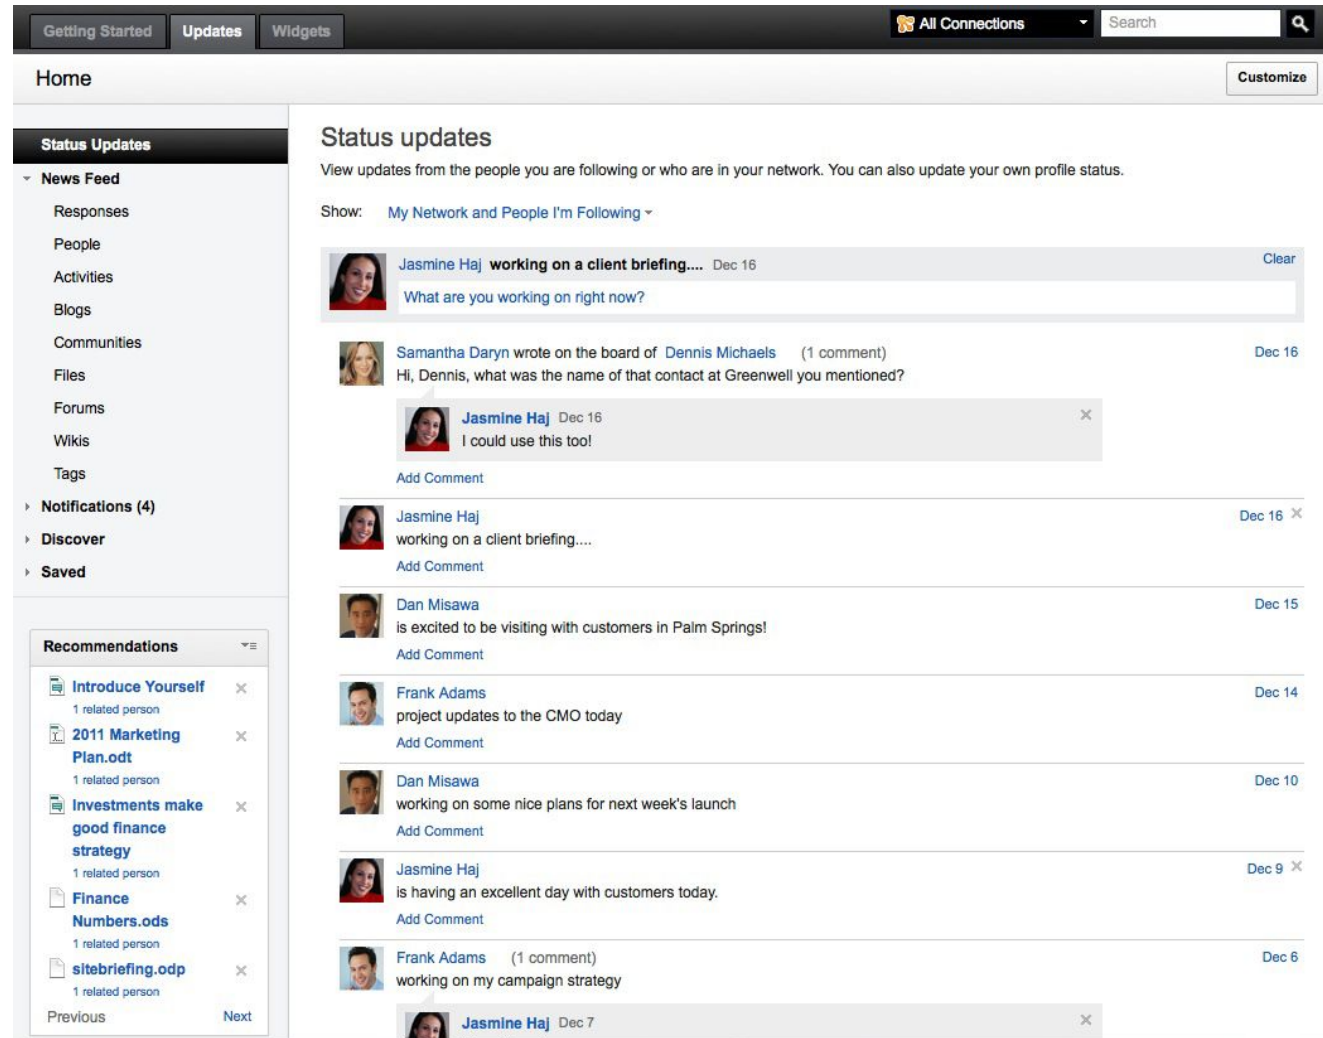 Getting Started Updates Widgets All Connections Search
Home Customize
Status Updates
News Feed
Responses
People
Activities
Blogs
Communities
Files
Forums
Wikis
Tags
Notifications (4)
Discover
Saved
Recommendations
Introduce Yourself
1 related person
2011 Marketing
Plan.odt
1 related person
Investments make
good finance
strategy
1 related person
Finance
Numbers.ods
1 related person
sitebriefing.odp
1 related person
Previous Next
Status updates
View updates from the people you are following or who are in your network. You can also update your own profile status.
Show: My Network and People I'm Following
Jasmine Haj working on a client briefing.... Dec 16 Clear
What are you working on right now?
Samantha Daryn wrote on the board of Dennis Michaels (1 comment) Dec 16
Hi, Dennis, what was the name of that contact at Greenwell you mentioned?
Jasmine Haj Dec 16
I could use this too!
Add Comment
Jasmine Haj Dec 16
working on a client briefing....
Add Comment
Dan Misawa Dec 15
is excited to be visiting with customers in Palm Springs!
Add Comment
Frank Adams Dec 14
project updates to the CMO today
Add Comment
Dan Misawa Dec 10
working on some nice plans for next week's launch
Add Comment
Jasmine Haj Dec 9
is having an excellent day with customers today.
Add Comment
Frank Adams (1 comment) Dec 6
working on my campaign strategy
Jasmine Haj Dec 7